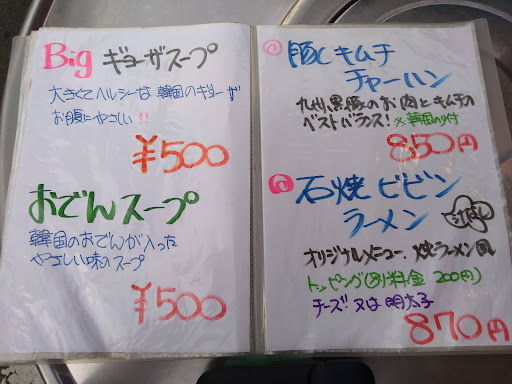 Big ギョーザスープ
大きくてヘルシーな 韓国のギョーザ
お腹にやさしい!!
¥500
おでんスープ
韓国のおでんが入った
やさしい味のスープ
¥500
豚Cキムチ
チャーハン
九州、黒豚のお肉とキムチの
ベストバランス! ※韓国のり付
850円
石焼ビビン
ラーメン
オリジナルメニュー、焼ラーメン風
トッピング(別料金 200円)
チーズ 又は 明太子
870円